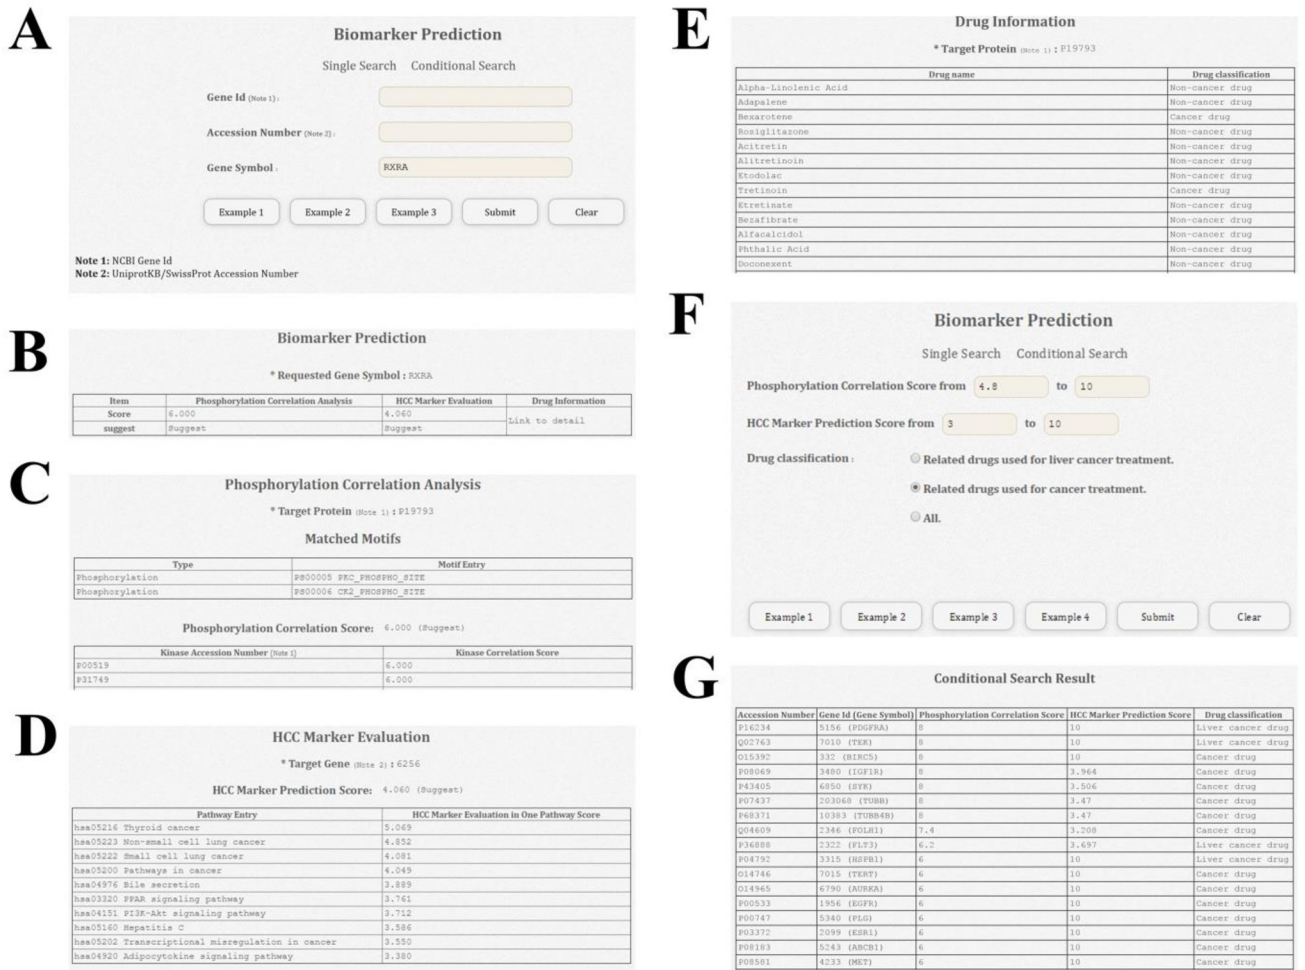 A
Biomarker Prediction
Single Search Conditional Search
Gene Id (Note 1) :
Accession Number (Note 2) :
Gene Symbol : RXRA
Example 1 Example 2 Example 3 Submit Clear
Note 1: NCBI Gene Id
Note 2: UniprotKB/SwissProt Accession Number
B
Biomarker Prediction
* Requested Gene Symbol : RXRA
Item Phosphorylation Correlation Analysis HCC Marker Evaluation Drug Information
Score 6.000 4.060 Link to detail
suggest Suggest Suggest
C
Phosphorylation Correlation Analysis
* Target Protein (Note 1) : P19793
Matched Motifs
Type Motif Entry
Phosphorylation PS00005 PKC_PHOSPHO_SITE
Phosphorylation PS00006 CK2_PHOSPHO_SITE
Phosphorylation Correlation Score: 6.000 (Suggest)
Kinase Accession Number (Note 1) Kinase Correlation Score
P00519 6.000
P31749 6.000
D
HCC Marker Evaluation
* Target Gene (Note 2) : 6256
HCC Marker Prediction Score: 4.060 (Suggest)
Pathway Entry HCC Marker Evaluation in One Pathway Score
hsa05216 Thyroid cancer 5.069
hsa05223 Non-small cell lung cancer 4.852
hsa05222 Small cell lung cancer 4.081
hsa05200 Pathways in cancer 4.049
hsa04976 Bile secretion 3.889
hsa03320 PPAR signaling pathway 3.761
hsa04151 PI3K-Akt signaling pathway 3.712
hsa05160 Hepatitis C 3.586
hsa05202 Transcriptional misregulation in cancer 3.550
hsa04920 Adipocytokine signaling pathway 3.380
E
Drug Information
* Target Protein (Note 1) : P19793
Drug name Drug classification
Alpha-Linolenic Acid Non-cancer drug
Adapalene Non-cancer drug
Bexarotene Cancer drug
Rosiglitazone Non-cancer drug
Acitretin Non-cancer drug
Alitretinoin Non-cancer drug
Etodolac Non-cancer drug
Tretinoin Cancer drug
Etretinate Non-cancer drug
Bezafibrate Non-cancer drug
Alfacalcidol Non-cancer drug
Phthalic Acid Non-cancer drug
Doconexent Non-cancer drug
F
Biomarker Prediction
Single Search Conditional Search
Phosphorylation Correlation Score from 4.8 to 10
HCC Marker Prediction Score from 3 to 10
Drug classification : Related drugs used for liver cancer treatment.
Related drugs used for cancer treatment.
All.
Example 1 Example 2 Example 3 Example 4 Submit Clear
G
Conditional Search Result
Accession Number Gene Id (Gene Symbol) Phosphorylation Correlation Score HCC Marker Prediction Score Drug classification
P16234 5156 (PDGFRA) 8 10 Liver cancer drug
Q02763 7010 (TEK) 8 10 Liver cancer drug
O15392 332 (BIRC5) 8 10 Cancer drug
P08069 3480 (IGF1R) 8 3.964 Cancer drug
P43405 6850 (SYK) 8 3.506 Cancer drug
P07437 203068 (TUBB) 8 3.47 Cancer drug
P68371 10383 (TUBB4B) 8 3.47 Cancer drug
Q04609 2346 (FOLH1) 7.4 3.208 Cancer drug
P36888 2322 (FLT3) 6.2 3.697 Liver cancer drug
P04792 3315 (HSPB1) 6 10 Liver cancer drug
O14746 7015 (TERT) 6 10 Cancer drug
O14965 6790 (AURKA) 6 10 Cancer drug
P00533 1956 (EGFR) 6 10 Cancer drug
P00747 5340 (PLG) 6 10 Cancer drug
P03372 2099 (ESR1) 6 10 Cancer drug
P08183 5243 (ABCB1) 6 10 Cancer drug
P08581 4233 (MET) 6 10 Cancer drug